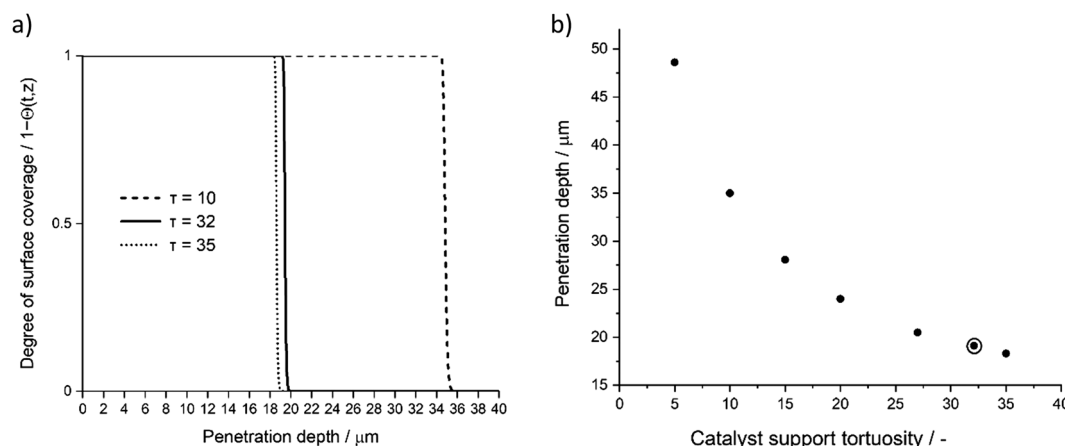 a)
Degree of surface coverage / 1−Θ(t,z)
1
0.5
0
τ = 10
τ = 32
τ = 35
0 2 4 6 8 10 12 14 16 18 20 22 24 26 28 30 32 34 36 38 40
Penetration depth / μm
b)
Penetration depth / μm
50
45
40
35
30
25
20
15
0 5 10 15 20 25 30 35 40
Catalyst support tortuosity / -